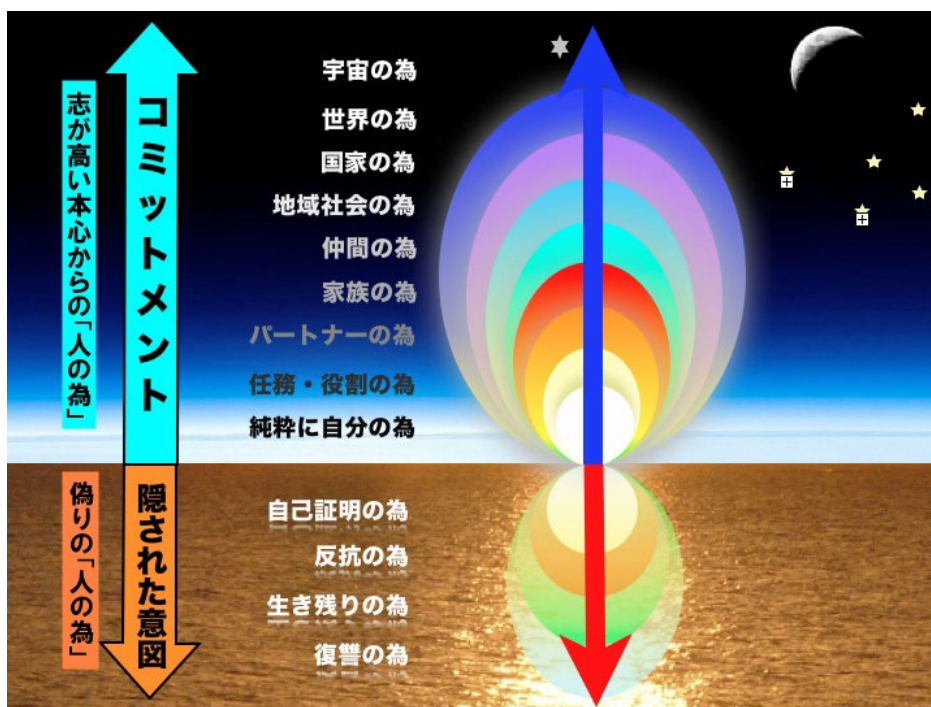 志が高い本心からの「人の為」
コミットメント
宇宙の為
世界の為
国家の為
地域社会の為
仲間の為
家族の為
パートナーの為
任務・役割の為
純粋に自分の為
偽りの「人の為」
隠された意図
自己証明の為
反抗の為
生き残りの為
復讐の為